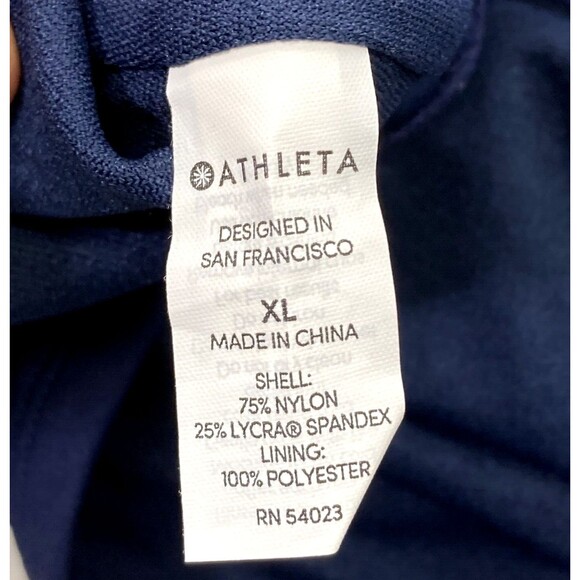 ATHLETA
DESIGNED IN
SAN FRANCISCO
XL
MADE IN CHINA
SHELL:
75% NYLON
25% LYCRA® SPANDEX
LINING:
100% POLYESTER
RN 54023